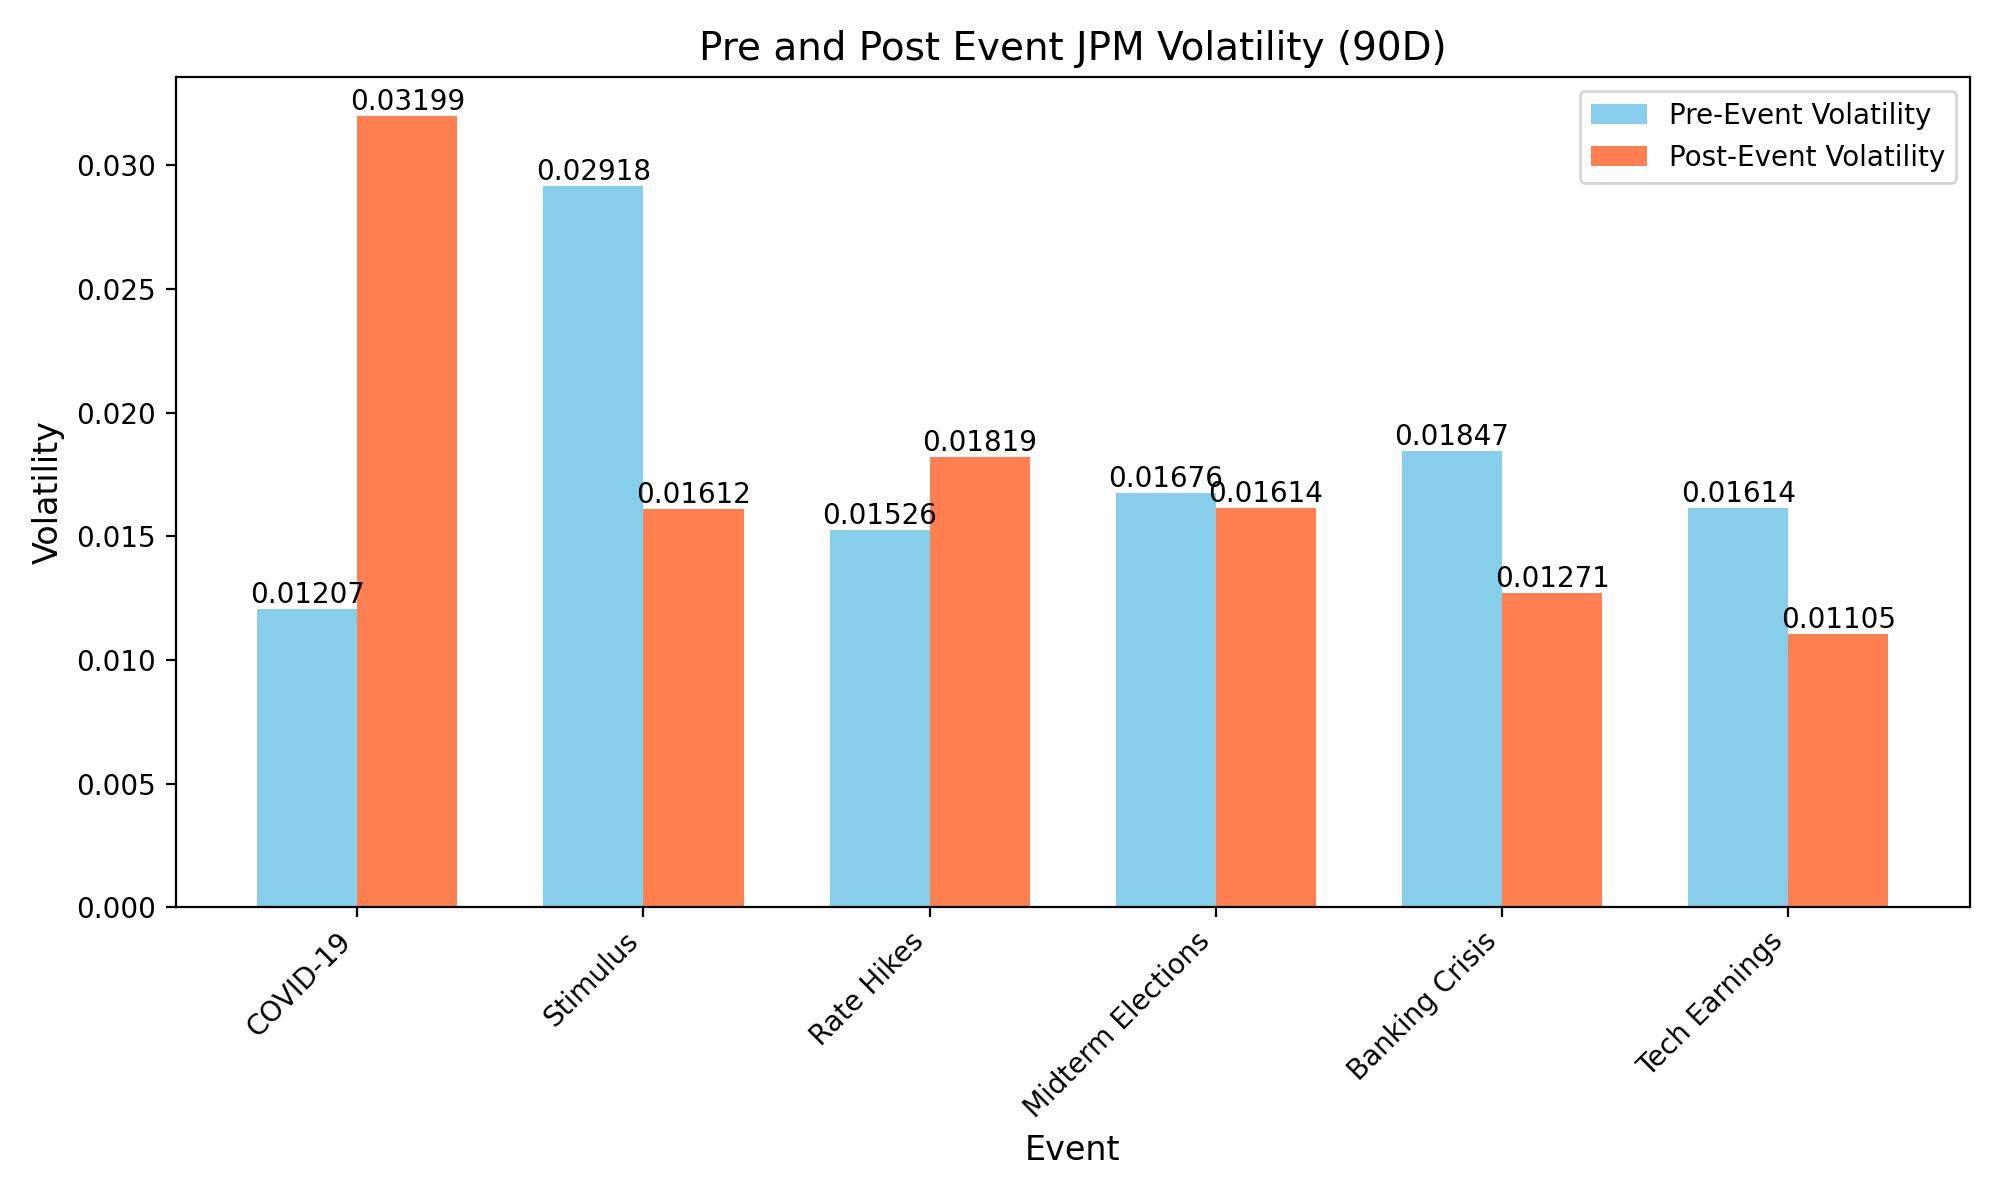 Pre and Post Event JPM Volatility (90D)
Pre-Event Volatility
Post-Event Volatility
Volatility
0.030
0.025
0.020
0.015
0.010
0.005
0.000
0.01207
0.03199
0.02918
0.01612
0.01526
0.01819
0.01676
0.01614
0.01847
0.01271
0.01614
0.01105
COVID-19
Stimulus
Rate Hikes
Midterm Elections
Banking Crisis
Tech Earnings
Event